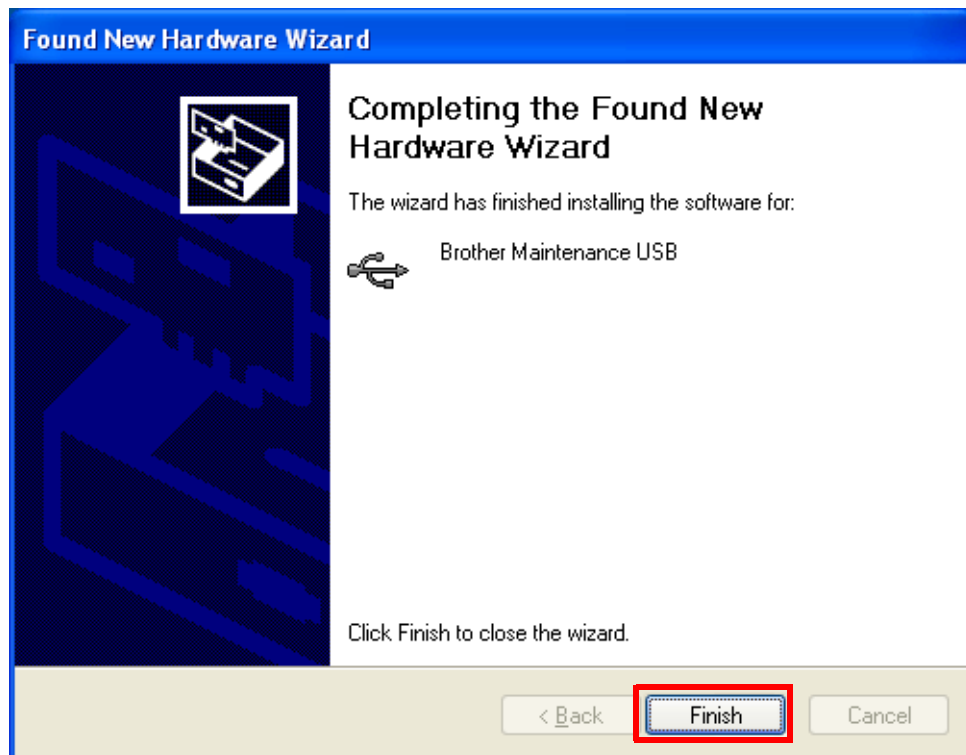 Found New Hardware Wizard
Completing the Found New
Hardware Wizard
The wizard has finished installing the software for:
Brother Maintenance USB
Click Finish to close the wizard.
< Back
Finish
Cancel